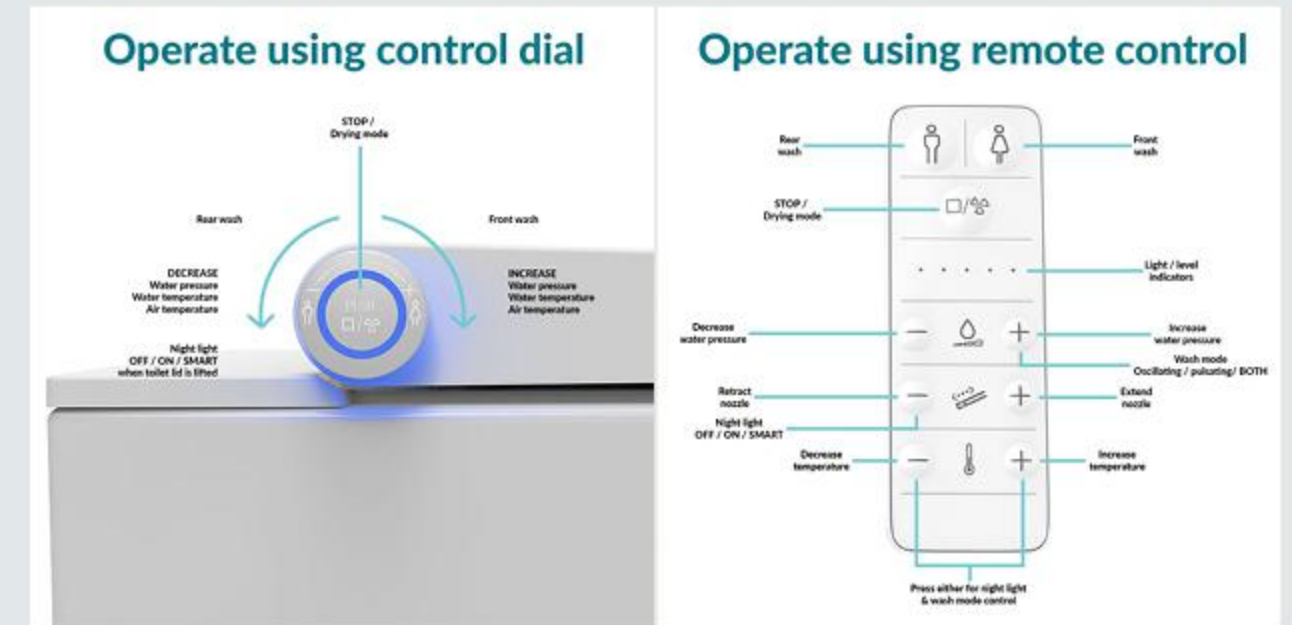 Operate using control dial
STOP /
Drying mode
Rear wash
Front wash
DECREASE
Water pressure
Water temperature
Air temperature
INCREASE
Water pressure
Water temperature
Air temperature
Night light
OFF / ON / SMART
when toilet lid is lifted
Operate using remote control
Rear
wash
Front
wash
STOP /
Drying mode
Light / level
indicators
Decrease
water pressure
Increase
water pressure
Wash mode
Oscillating / pulsating/ BOTH
Retract
nozzle
Extend
nozzle
Night light
OFF / ON / SMART
Decrease
temperature
Increase
temperature
Press either for night light
& wash mode control